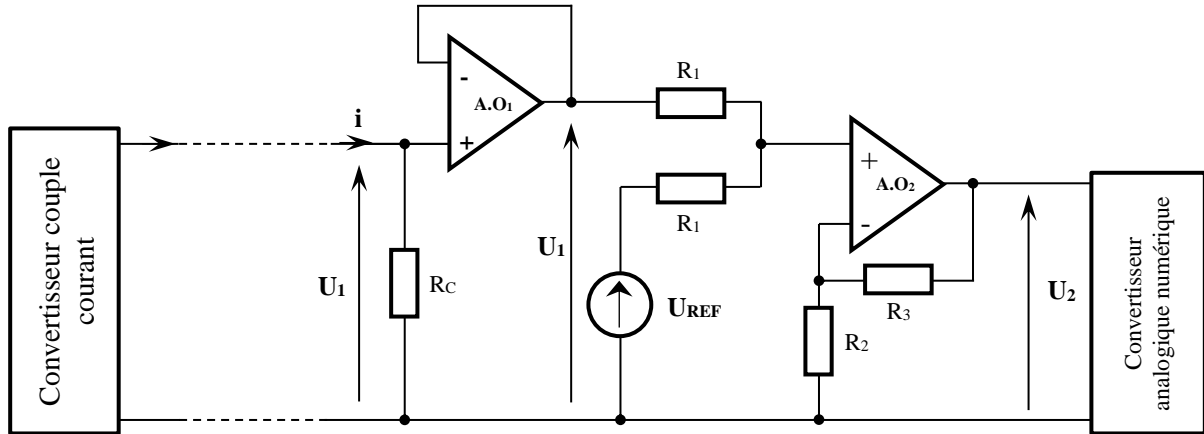 Convertisseur couple
courant
i
U1
RC
-
A.O1
+
U1
R1
R1
UREF
+
A.O2
-
R3
R2
U2
Convertisseur
analogique numérique